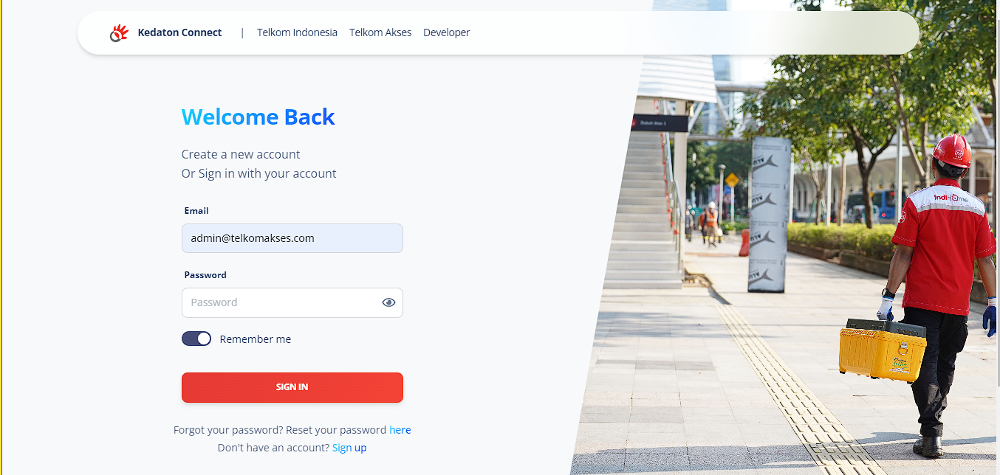 Kedaton Connect | Telkom Indonesia Telkom Akses Developer
Welcome Back
Create a new account
Or Sign in with your account
Email
admin@telkomakses.com
Password
Password
Remember me
SIGN IN
Forgot your password? Reset your password here
Don't have an account? Sign up
IndiHome